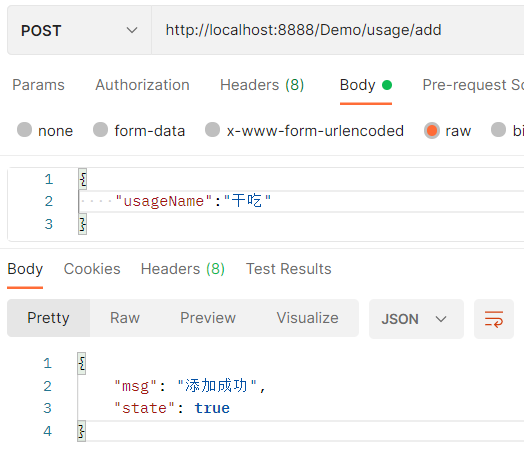 POST http://localhost:8888/Demo/usage/add
Params Authorization Headers (8) Body Pre-request Sc
none form-data x-www-form-urlencoded raw bi
1 {
2 ····"usageName":"干吃"
3 }
Body Cookies Headers (8) Test Results
Pretty Raw Preview Visualize JSON
1 {
2 "msg": "添加成功",
3 "state": true
4 }